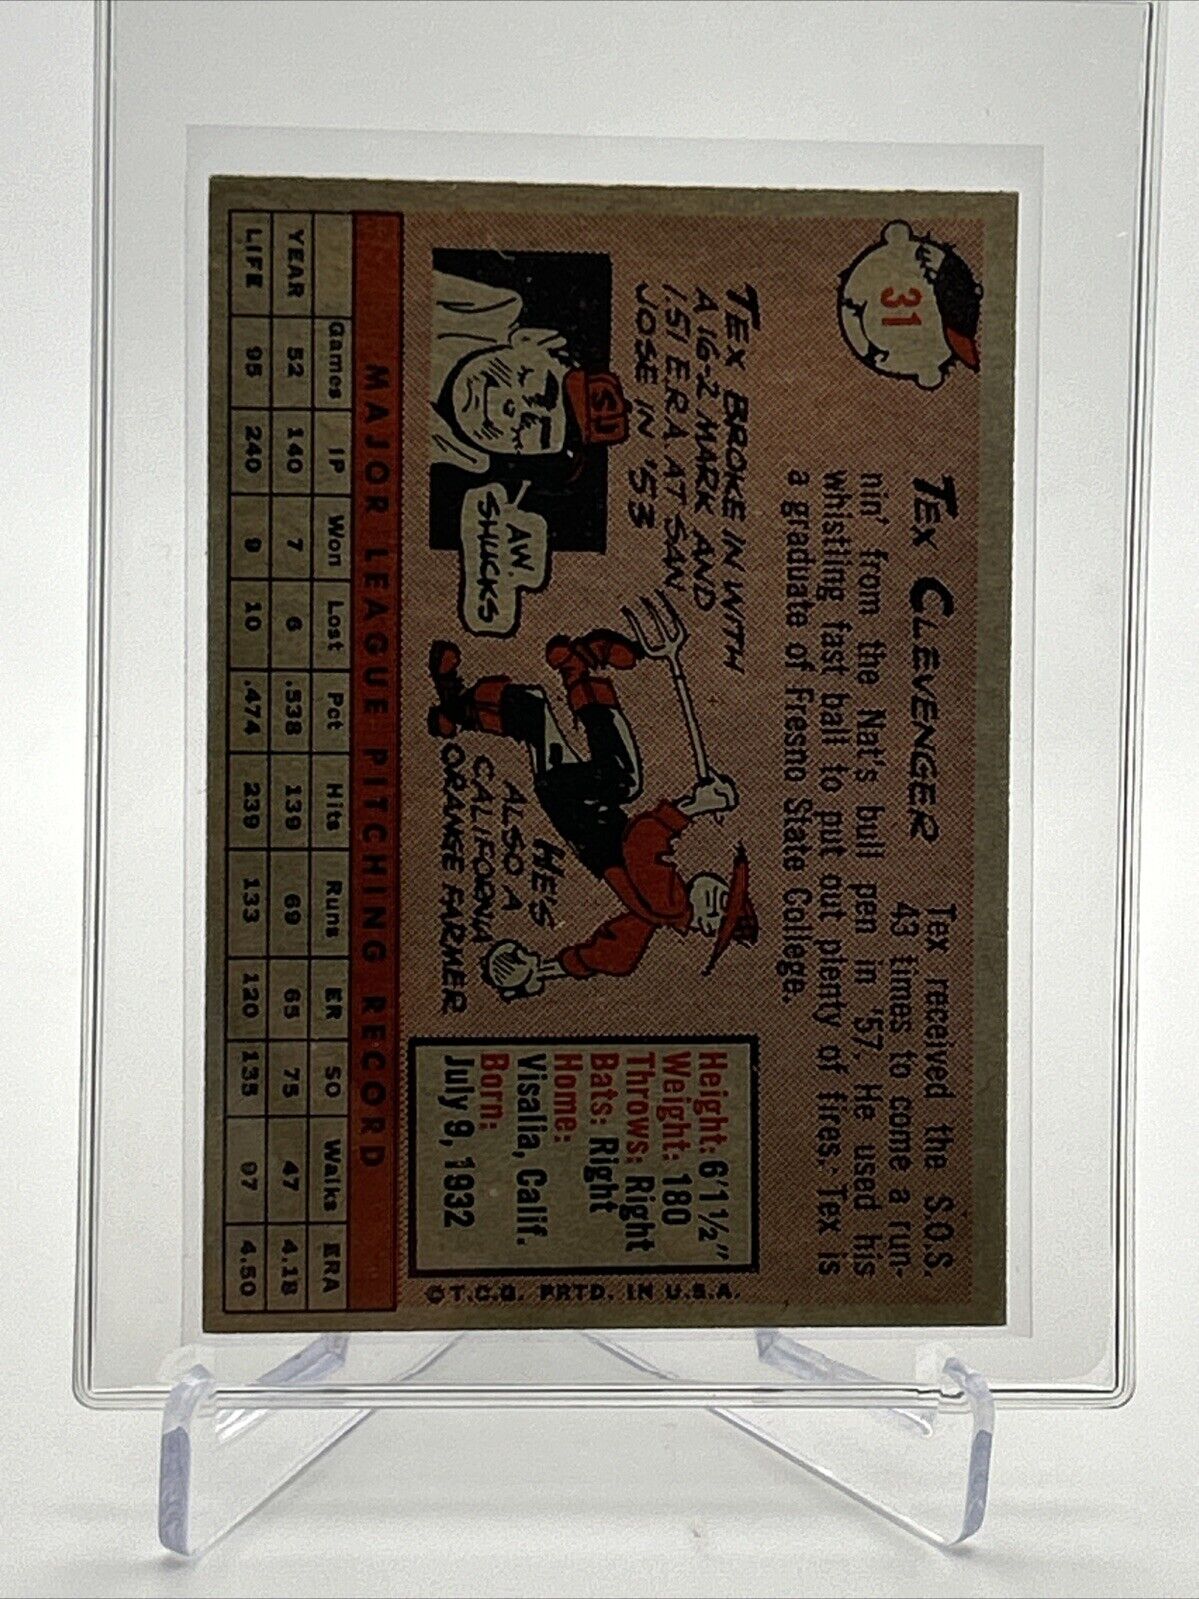 31
TEX CLEVENGER
Tex received the S.O.S.
43 times to come a run-
nin' from the Nat's bull pen in '57. He used his
whistling fast ball to put out plenty of fires. Tex is
a graduate of Fresno State College.
TEX BROKE IN WITH
A 16-2 MARK AND
1.51 ERA AT SAN
JOSE IN '53
SJ
AW
SHUCKS
HE'S
ALSO A
CALIFORNIA
ORANGE FARMER
Height: 6'1½"
Weight: 180
Throws: Right
Bats: Right
Home:
Visalia, Calif.
Born:
July 9, 1932
©T.C.G. PRTD. IN U.S.A.
MAJOR LEAGUE PITCHING RECORD
Games IP Won Lost Pct Hits Runs ER SO Walks ERA
YEAR 52 140 7 6 .538 139 69 65 75 47 4.18
LIFE 95 240 9 10 .474 239 133 120 135 97 4.50